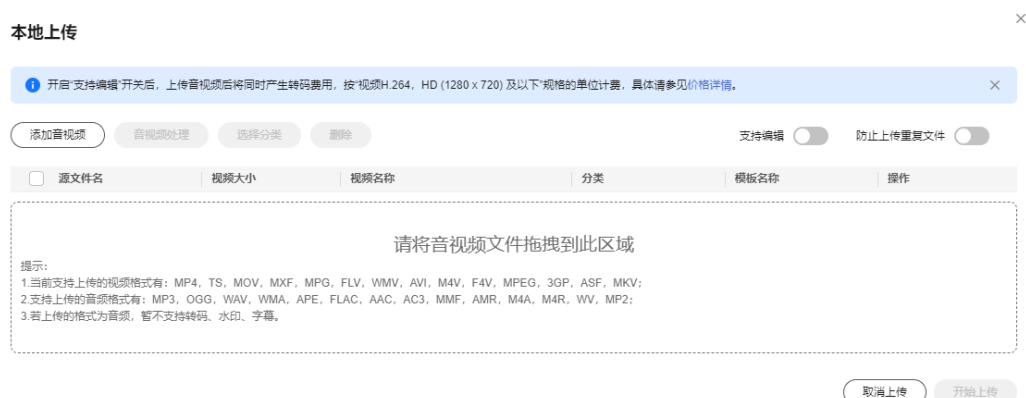 本地上传
开启“支持编辑”开关后，上传音视频后将同时产生转码费用，按“视频H.264，HD (1280 x 720) 及以下”规格的单位计费，具体请参见价格详情。
添加音视频 音视频处理 选择分类 删除 支持编辑 防止上传重复文件
源文件名 视频大小 视频名称 分类 模板名称 操作
请将音视频文件拖拽到此区域
提示：
1.当前支持上传的视频格式有：MP4，TS，MOV，MXF，MPG，FLV，WMV，AVI，M4V，F4V，MPEG，3GP，ASF，MKV；
2.支持上传的音频格式有：MP3，OGG，WAV，WMA，APE，FLAC，AAC，AC3，MMF，AMR，M4A，M4R，WV，MP2；
3.若上传的格式为音频，暂不支持转码、水印、字幕。
取消上传 开始上传